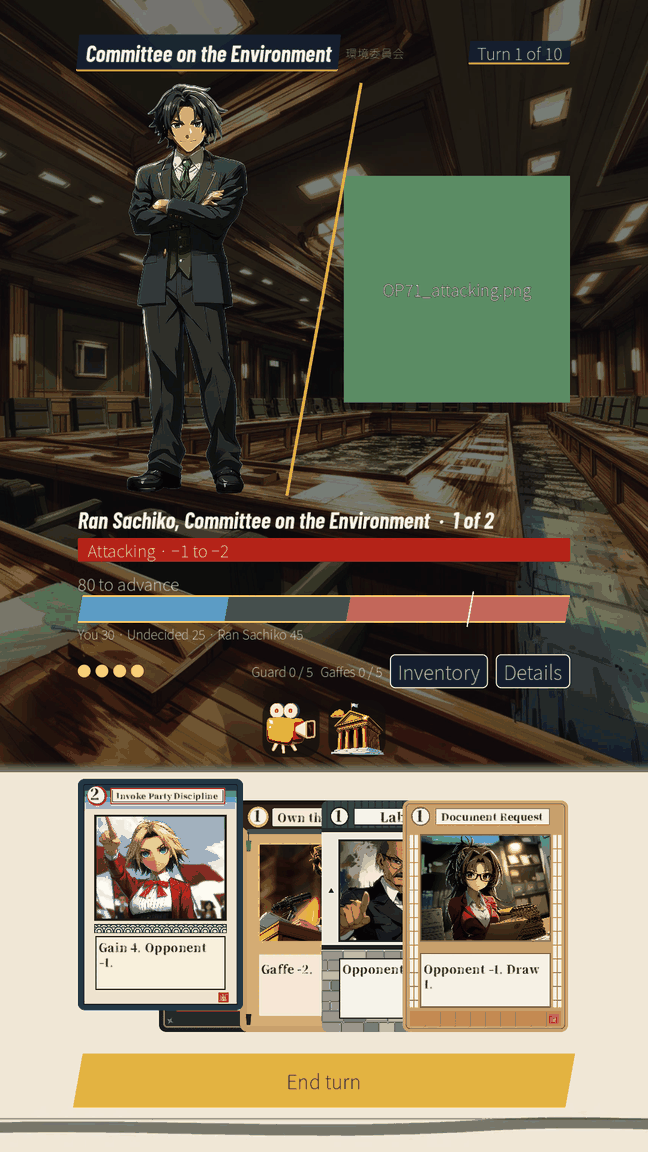 Committee on the Environment
環境委員会
Turn 1 of 10
OP71_attacking.png
Ran Sachiko, Committee on the Environment · 1 of 2
Attacking · −1 to −2
80 to advance
You 30 · Undecided 25 · Ran Sachiko 45
Guard 0 / 5 Gaffes 0 / 5
Inventory
Details
2
Invoke Party Discipline
Gain 4. Opponent
-1.
1
Own th
Gaffe -2.
1
Lab
Opponent
1
Document Request
Opponent -1. Draw
1.
End turn